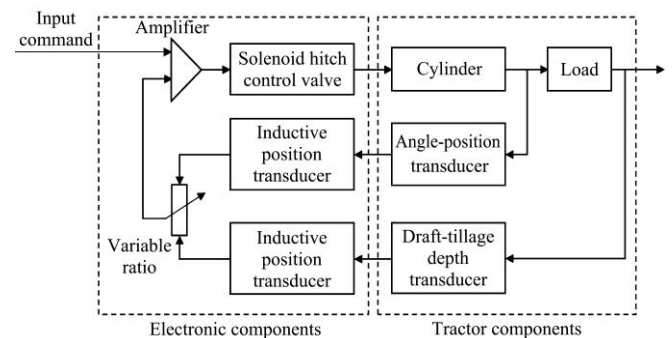 Input
command
Amplifier
Solenoid hitch
control valve
Cylinder
Load
Inductive
position
transducer
Angle-position
transducer
Variable
ratio
Inductive
position
transducer
Draft-tillage
depth
transducer
Electronic components
Tractor components